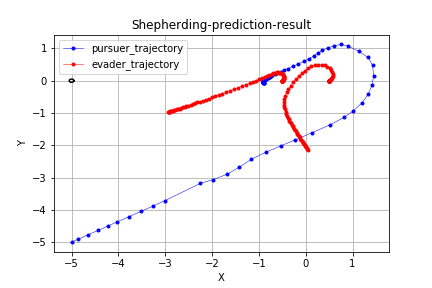 Shepherding-prediction-result
pursuer_trajectory
evader_trajectory
1
0
−1
−2
−3
−4
−5
Y
−5 −4 −3 −2 −1 0 1
X